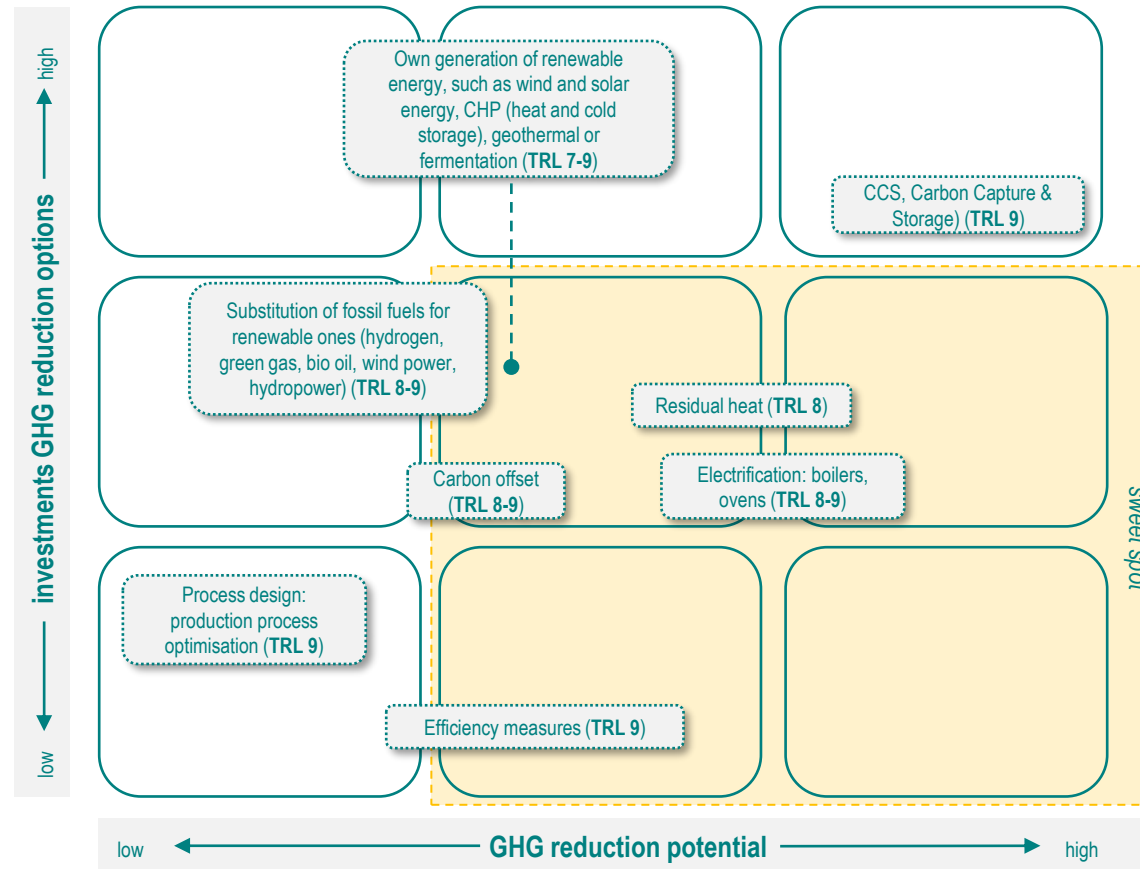 high
investments GHG reduction options
low
Own generation of renewable
energy, such as wind and solar
energy, CHP (heat and cold
storage), geothermal or
fermentation (TRL 7-9)
CCS, Carbon Capture &
Storage) (TRL 9)
Substitution of fossil fuels for
renewable ones (hydrogen,
green gas, bio oil, wind power,
hydropower) (TRL 8-9)
Residual heat (TRL 8)
Carbon offset
(TRL 8-9)
Electrification: boilers,
ovens (TRL 8-9)
sweet spot
Process design:
production process
optimisation (TRL 9)
Efficiency measures (TRL 9)
low
GHG reduction potential
high